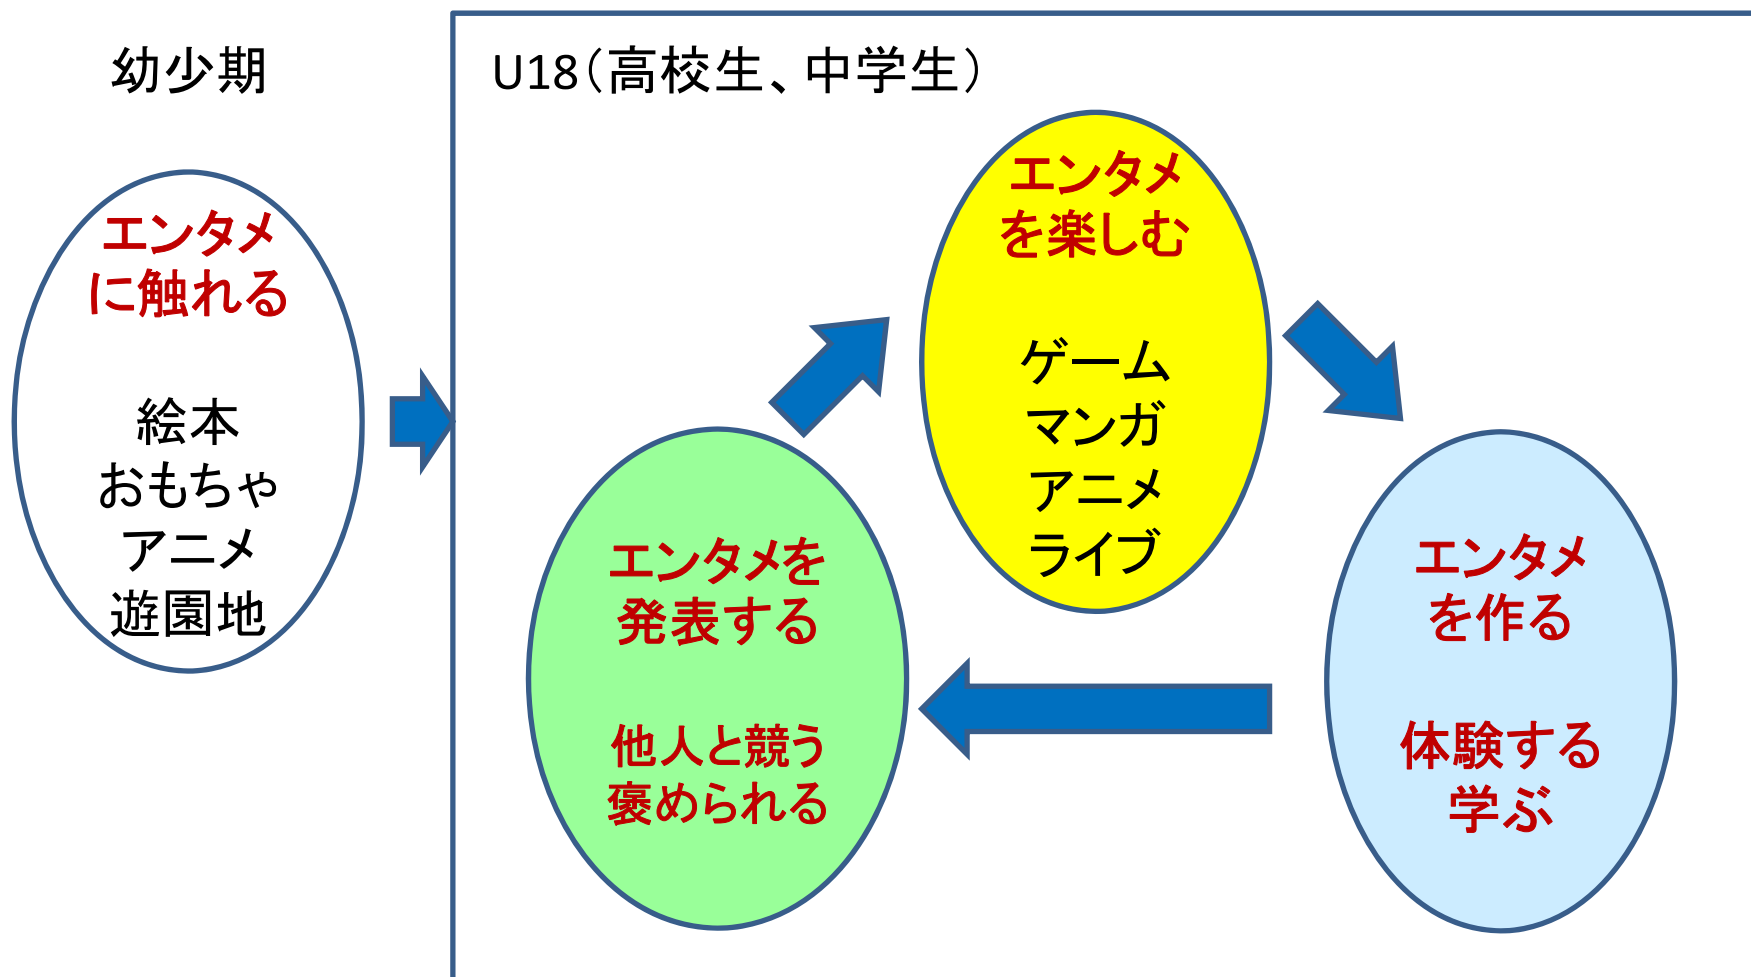 幼少期
エンタメ
に触れる
絵本
おもちゃ
アニメ
遊園地
U18(高校生、中学生)
エンタメ
を楽しむ
ゲーム
マンガ
アニメ
ライブ
エンタメ
を作る
体験する
学ぶ
エンタメを
発表する
他人と競う
褒められる